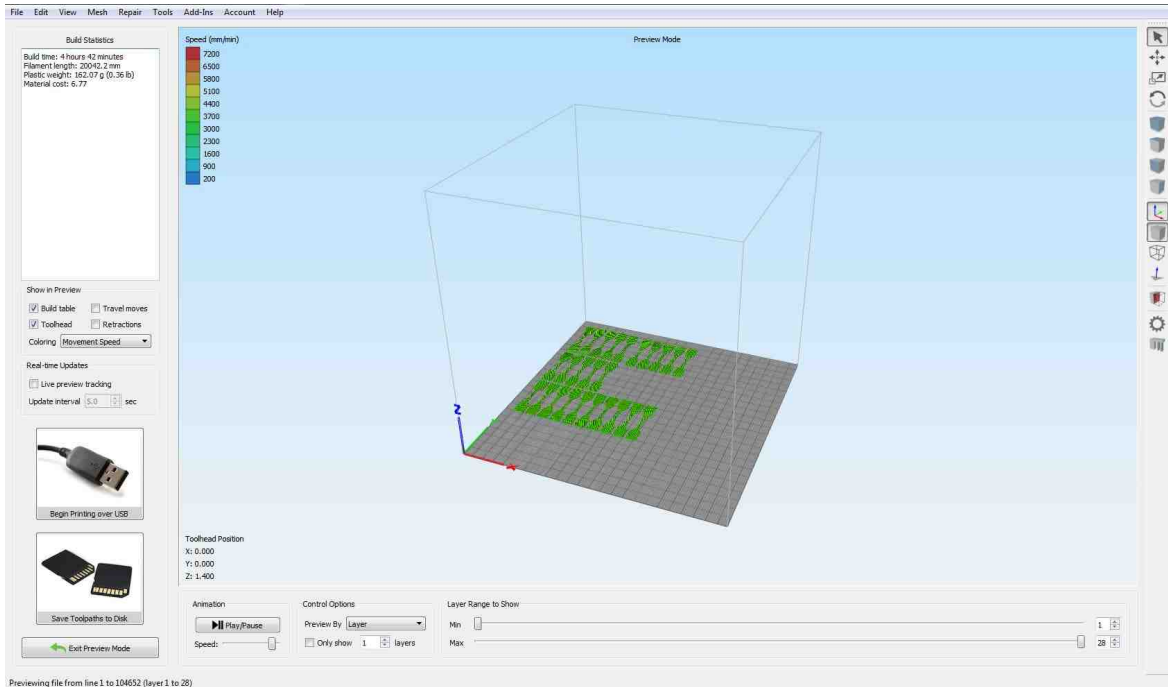 File Edit View Mesh Repair Tools Add-Ins Account Help
Build Statistics
Build time: 4 hours 42 minutes
Filament length: 20042.2 mm
Plastic weight: 162.07 g (0.36 lb)
Material cost: 6.77
Show in Preview
Build table Travel moves
Toolhead Retractions
Coloring Movement Speed
Real-time Updates
Live preview tracking
Update interval 5.0 sec
Begin Printing over USB
Save Toolpaths to Disk
Exit Preview Mode
Speed (mm/min)
7200
6500
5800
5100
4400
3700
3000
2300
1600
900
200
Preview Mode
Z
X
Toolhead Position
X: 0.000
Y: 0.000
Z: 1.400
Animation
Play/Pause
Speed:
Control Options
Preview By Layer
Only show 1 layers
Layer Range to Show
Min 1
Max 28
Previewing file from line 1 to 104652 (layer 1 to 28)